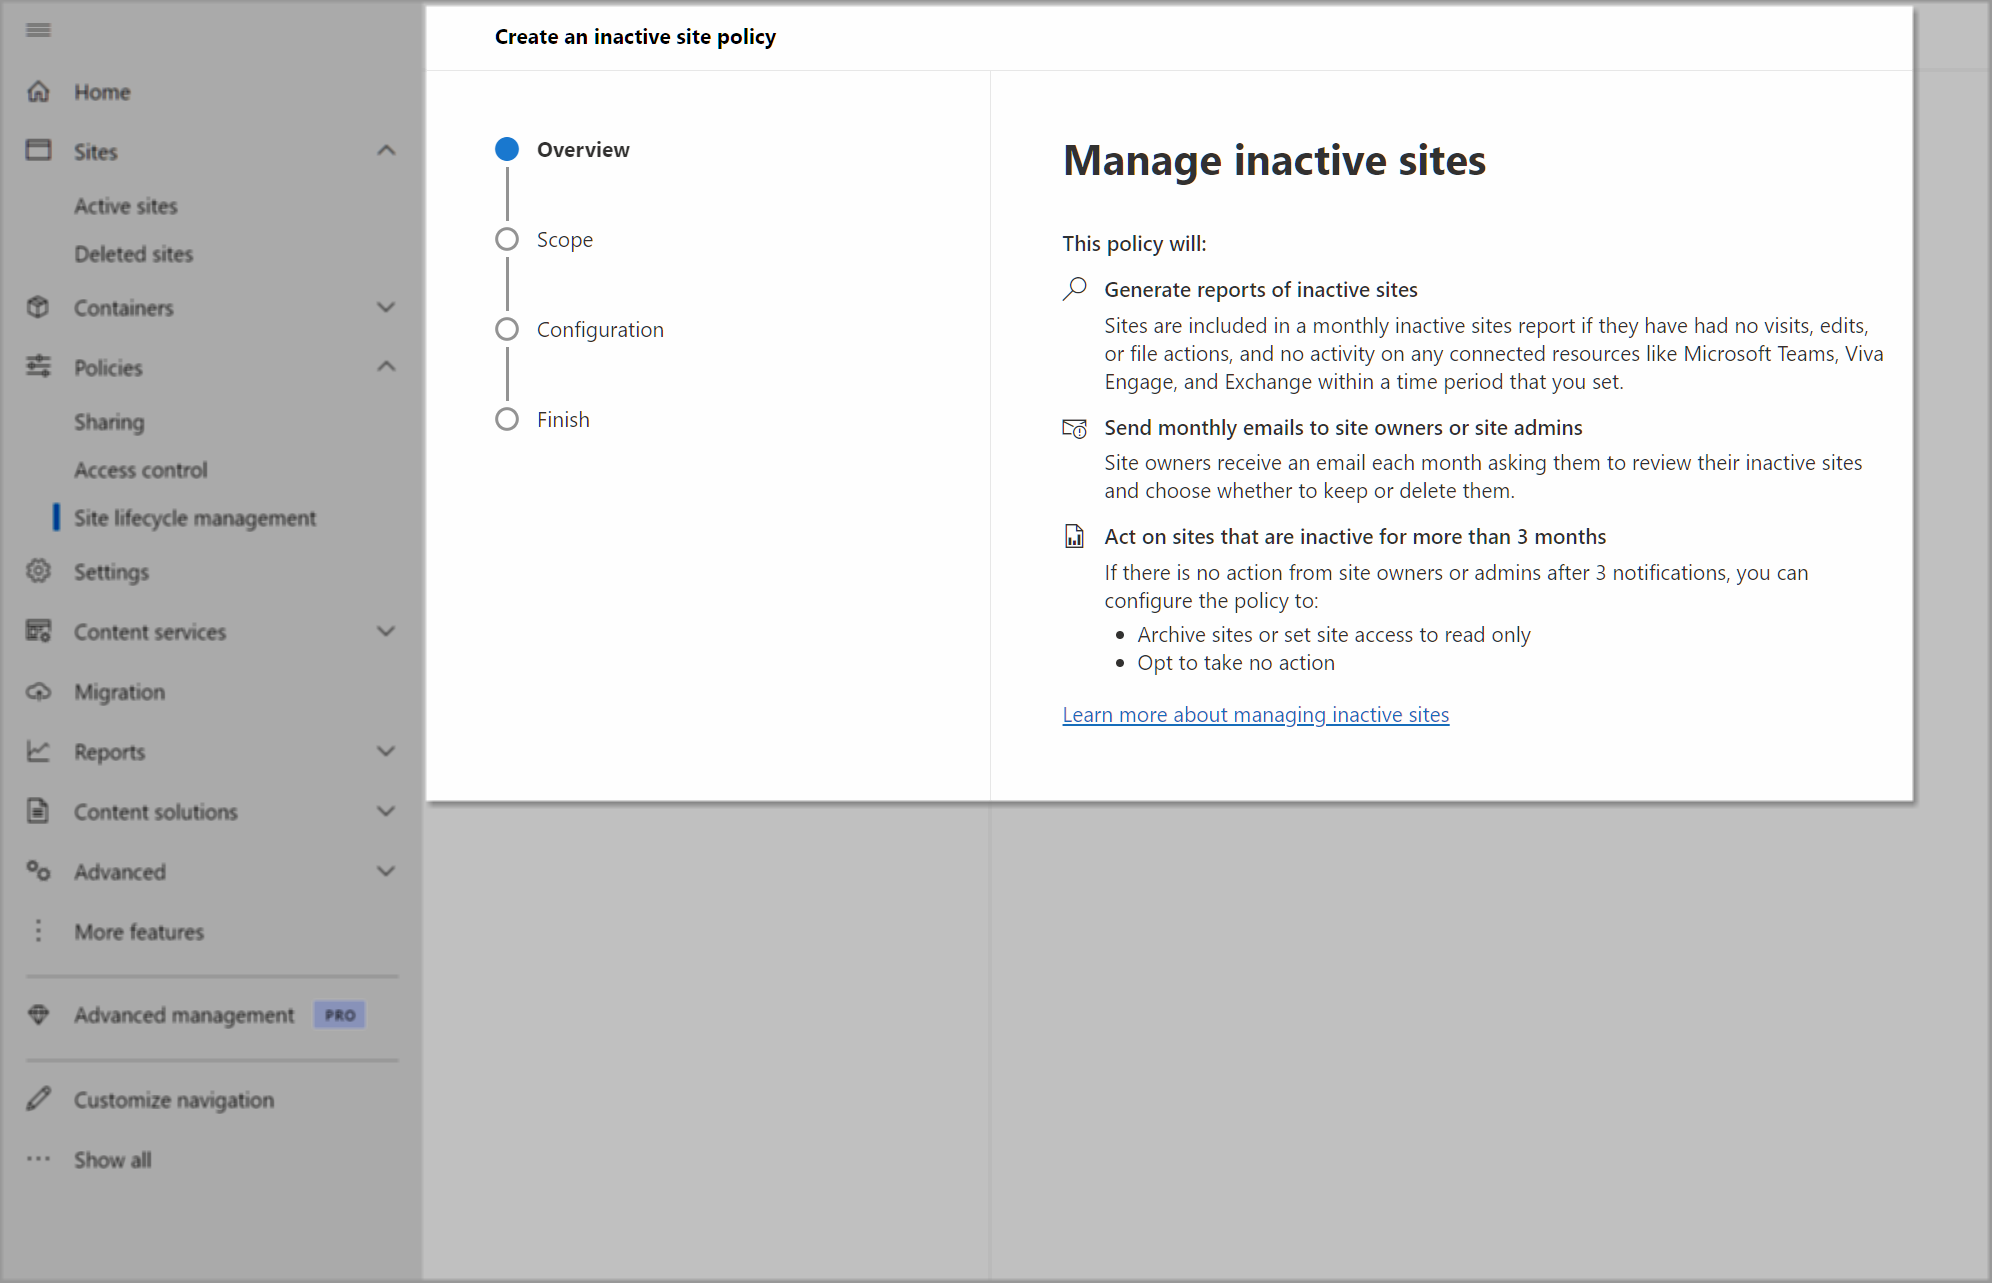 Home
Sites
Active sites
Deleted sites
Containers
Policies
Sharing
Access control
Site lifecycle management
Settings
Content services
Migration
Reports
Content solutions
Advanced
More features
Advanced management PRO
Customize navigation
Show all
Create an inactive site policy
Overview
Scope
Configuration
Finish
Manage inactive sites
This policy will:
Generate reports of inactive sites
Sites are included in a monthly inactive sites report if they have had no visits, edits,
or file actions, and no activity on any connected resources like Microsoft Teams, Viva
Engage, and Exchange within a time period that you set.
Send monthly emails to site owners or site admins
Site owners receive an email each month asking them to review their inactive sites
and choose whether to keep or delete them.
Act on sites that are inactive for more than 3 months
If there is no action from site owners or admins after 3 notifications, you can
configure the policy to:
• Archive sites or set site access to read only
• Opt to take no action
Learn more about managing inactive sites